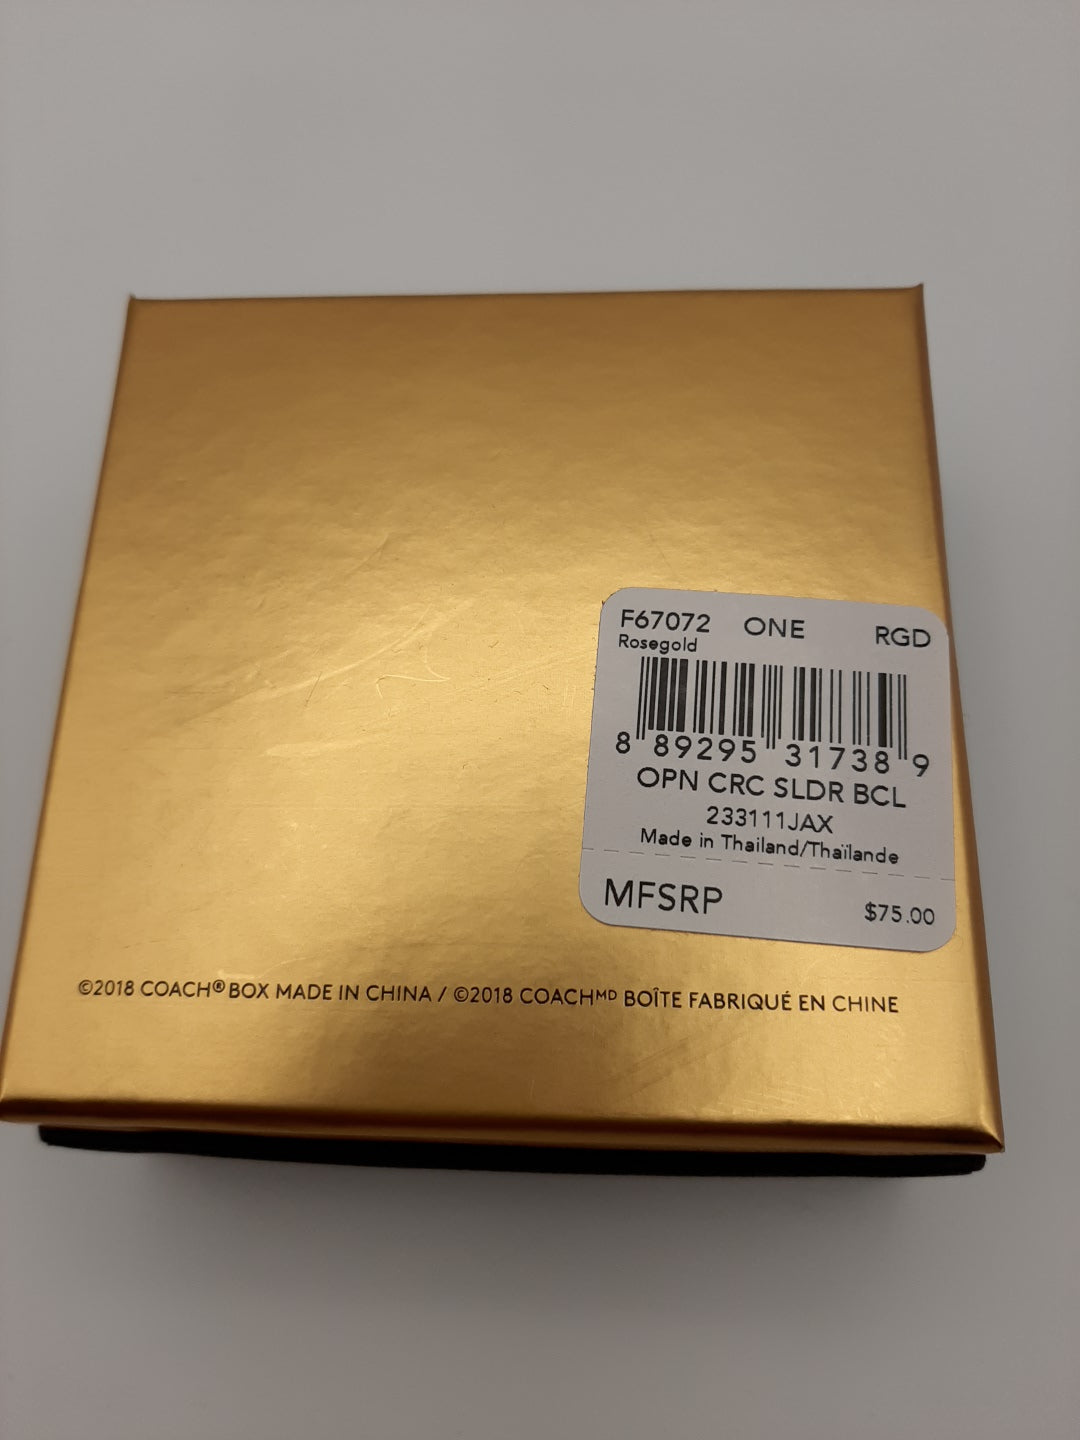 F67072 ONE RGD
Rosegold
8 89295 31738 9
OPN CRC SLDR BCL
233111JAX
Made in Thailand/Thaïlande
MFSRP $75.00
©2018 COACH® BOX MADE IN CHINA / ©2018 COACHMD BOÎTE FABRIQUÉ EN CHINE